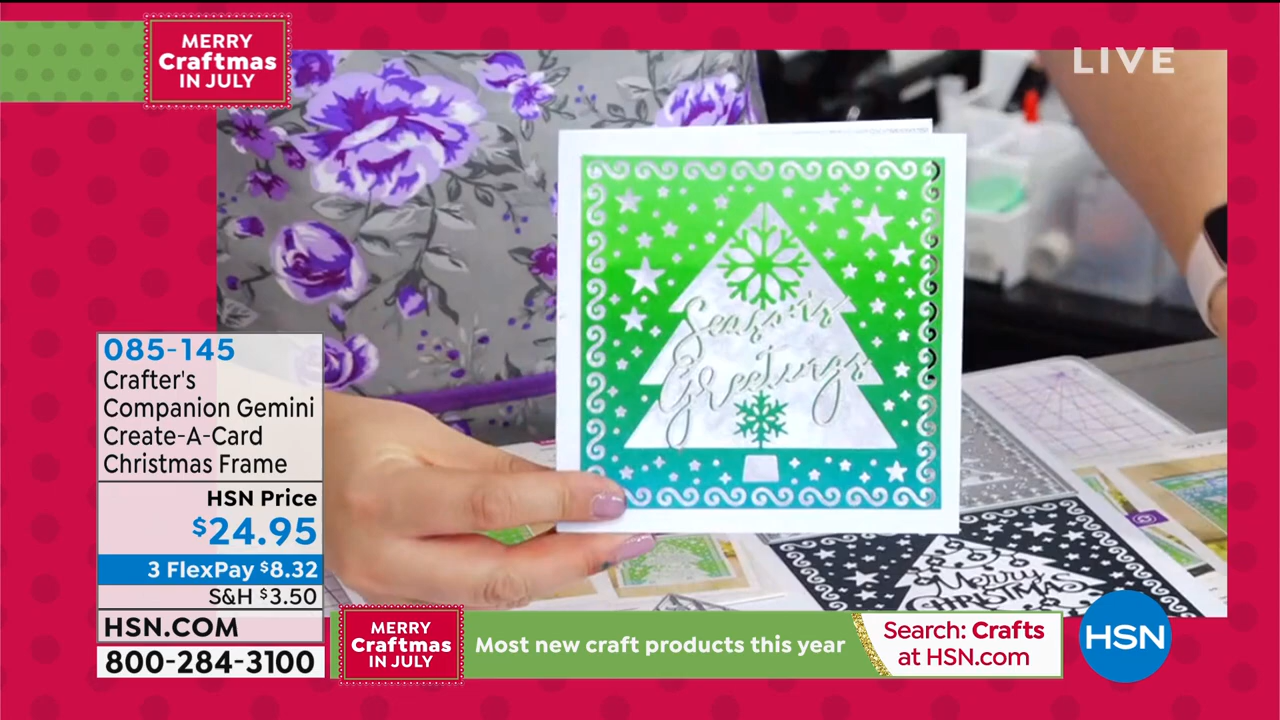 MERRY
Craftmas
IN JULY
LIVE
Season's
Greetings
085-145
Crafter's
Companion Gemini
Create-A-Card
Christmas Frame
HSN Price
$24.95
3 FlexPay $8.32
S&H $3.50
HSN.COM
800-284-3100
Merry
CHRISTMAS
MERRY
Craftmas
IN JULY
Most new craft products this year
Search: Crafts
at HSN.com
HSN